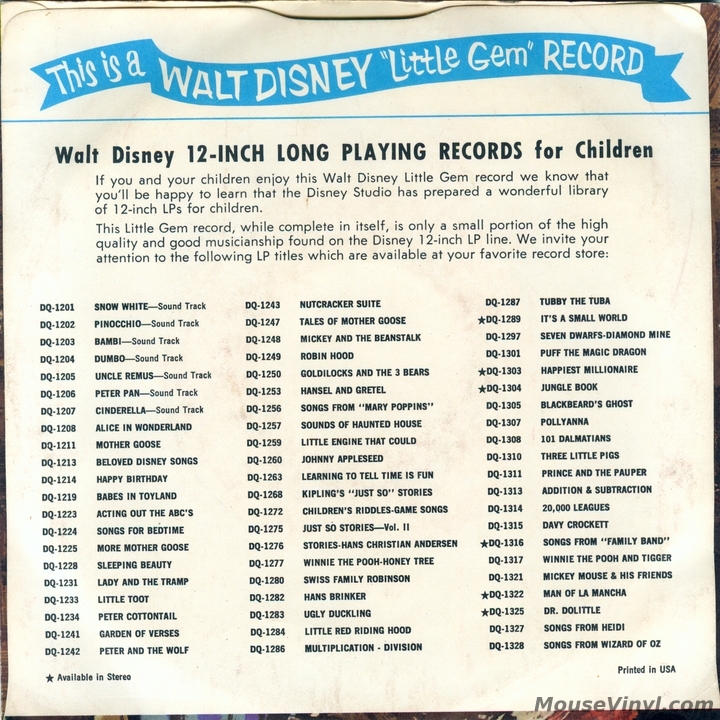 This is a WALT DISNEY "Little Gem" RECORD
Walt Disney 12-INCH LONG PLAYING RECORDS for Children
If you and your children enjoy this Walt Disney Little Gem record we know that
you'll be happy to learn that the Disney Studio has prepared a wonderful library
of 12-inch LPs for children.
This Little Gem record, while complete in itself, is only a small portion of the high
quality and good musicianship found on the Disney 12-inch LP line. We invite your
attention to the following LP titles which are available at your favorite record store:
DQ-1201 SNOW WHITE—Sound Track
DQ-1202 PINOCCHIO—Sound Track
DQ-1203 BAMBI—Sound Track
DQ-1204 DUMBO—Sound Track
DQ-1205 UNCLE REMUS—Sound Track
DQ-1206 PETER PAN—Sound Track
DQ-1207 CINDERELLA—Sound Track
DQ-1208 ALICE IN WONDERLAND
DQ-1211 MOTHER GOOSE
DQ-1213 BELOVED DISNEY SONGS
DQ-1214 HAPPY BIRTHDAY
DQ-1219 BABES IN TOYLAND
DQ-1223 ACTING OUT THE ABC'S
DQ-1224 SONGS FOR BEDTIME
DQ-1225 MORE MOTHER GOOSE
DQ-1228 SLEEPING BEAUTY
DQ-1231 LADY AND THE TRAMP
DQ-1233 LITTLE TOOT
DQ-1234 PETER COTTONTAIL
DQ-1241 GARDEN OF VERSES
DQ-1242 PETER AND THE WOLF
DQ-1243 NUTCRACKER SUITE
DQ-1247 TALES OF MOTHER GOOSE
DQ-1248 MICKEY AND THE BEANSTALK
DQ-1249 ROBIN HOOD
DQ-1250 GOLDILOCKS AND THE 3 BEARS
DQ-1253 HANSEL AND GRETEL
DQ-1256 SONGS FROM "MARY POPPINS"
DQ-1257 SOUNDS OF HAUNTED HOUSE
DQ-1259 LITTLE ENGINE THAT COULD
DQ-1260 JOHNNY APPLESEED
DQ-1263 LEARNING TO TELL TIME IS FUN
DQ-1268 KIPLING'S "JUST SO" STORIES
DQ-1272 CHILDREN'S RIDDLES-GAME SONGS
DQ-1275 JUST SO STORIES—Vol. II
DQ-1276 STORIES-HANS CHRISTIAN ANDERSEN
DQ-1277 WINNIE THE POOH-HONEY TREE
DQ-1280 SWISS FAMILY ROBINSON
DQ-1282 HANS BRINKER
DQ-1283 UGLY DUCKLING
DQ-1284 LITTLE RED RIDING HOOD
DQ-1286 MULTIPLICATION - DIVISION
DQ-1287 TUBBY THE TUBA
★DQ-1289 IT'S A SMALL WORLD
DQ-1297 SEVEN DWARFS-DIAMOND MINE
DQ-1301 PUFF THE MAGIC DRAGON
★DQ-1303 HAPPIEST MILLIONAIRE
★DQ-1304 JUNGLE BOOK
DQ-1305 BLACKBEARD'S GHOST
DQ-1307 POLLYANNA
DQ-1308 101 DALMATIANS
DQ-1310 THREE LITTLE PIGS
DQ-1311 PRINCE AND THE PAUPER
DQ-1313 ADDITION & SUBTRACTION
DQ-1314 20,000 LEAGUES
DQ-1315 DAVY CROCKETT
★DQ-1316 SONGS FROM "FAMILY BAND"
DQ-1317 WINNIE THE POOH AND TIGGER
DQ-1321 MICKEY MOUSE & HIS FRIENDS
★DQ-1322 MAN OF LA MANCHA
★DQ-1325 DR. DOLITTLE
DQ-1327 SONGS FROM HEIDI
DQ-1328 SONGS FROM WIZARD OF OZ
★ Available in Stereo
Printed in USA
MouseVinyl.com